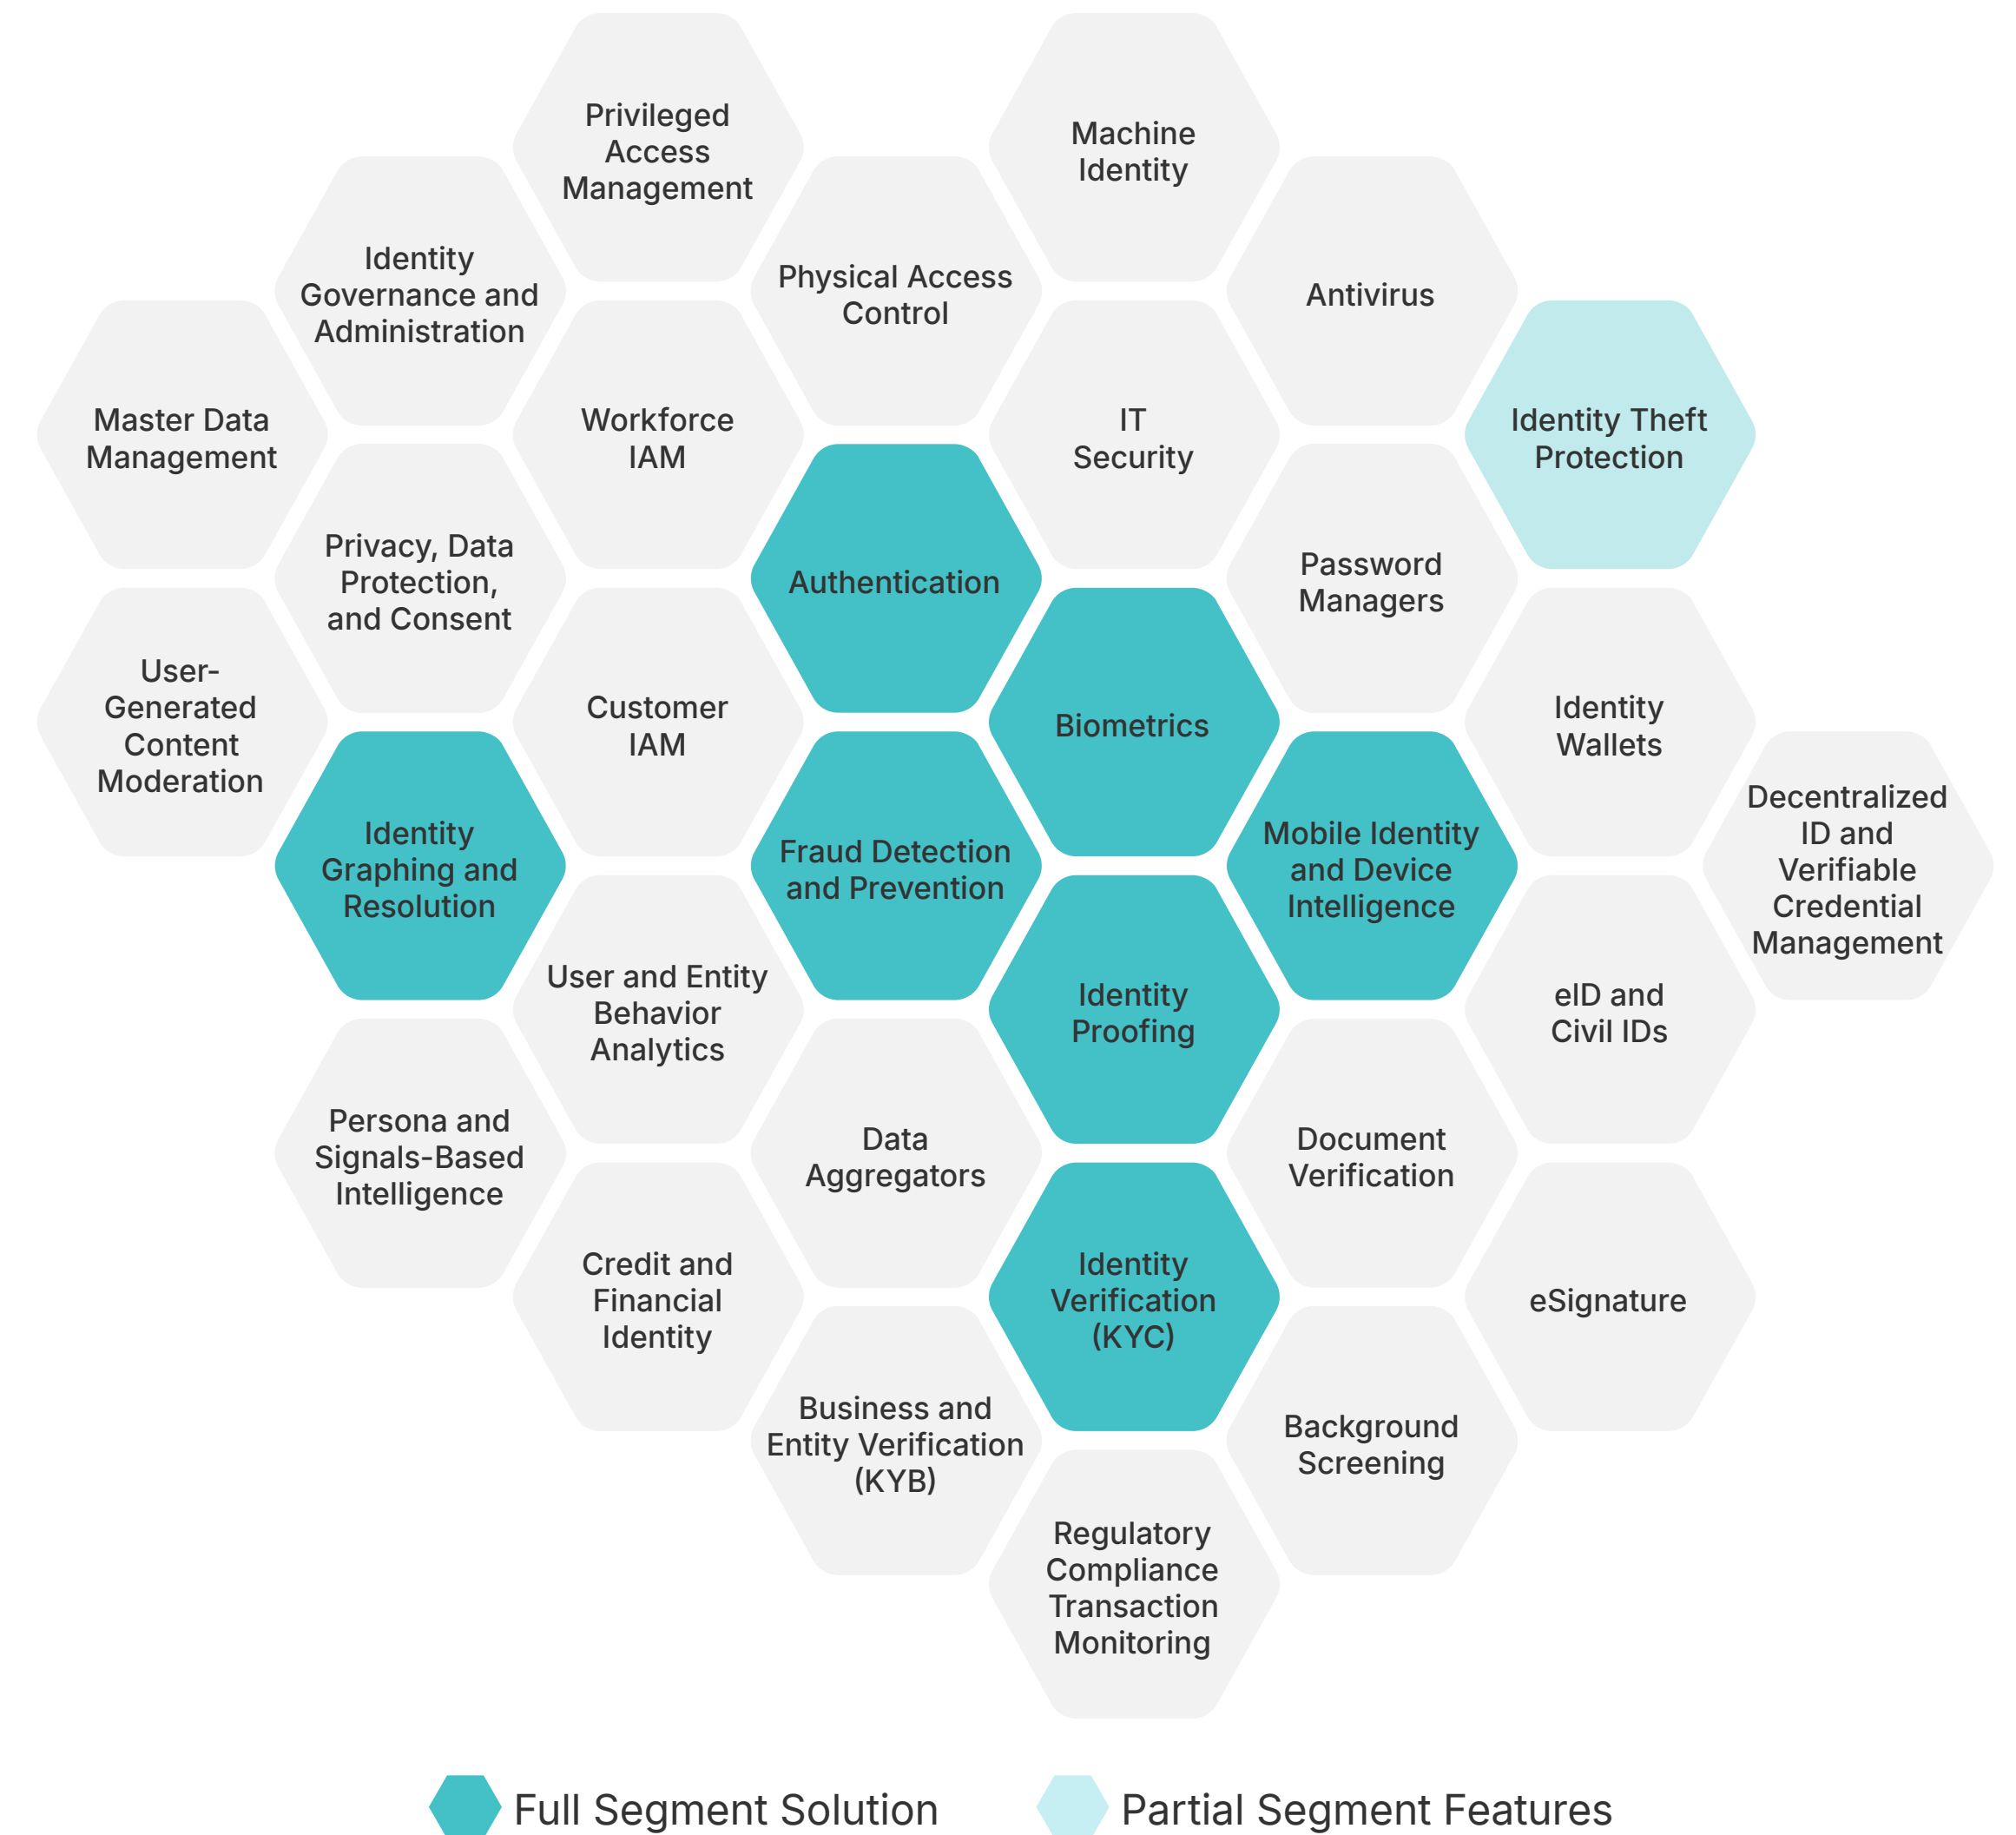 Privileged
Access
Management
Machine
Identity
Identity
Governance and
Administration
Physical Access
Control
Antivirus
Master Data
Management
Workforce
IAM
IT
Security
Identity Theft
Protection
Privacy, Data
Protection,
and Consent
Authentication
Password
Managers
User-
Generated
Content
Moderation
Customer
IAM
Biometrics
Identity
Wallets
Identity
Graphing and
Resolution
Fraud Detection
and Prevention
Mobile Identity
and Device
Intelligence
Decentralized
ID and
Verifiable
Credential
Management
User and Entity
Behavior
Analytics
Identity
Proofing
eID and
Civil IDs
Persona and
Signals-Based
Intelligence
Data
Aggregators
Document
Verification
Credit and
Financial
Identity
Identity
Verification
(KYC)
eSignature
Business and
Entity Verification
(KYB)
Background
Screening
Regulatory
Compliance
Transaction
Monitoring
Full Segment Solution
Partial Segment Features